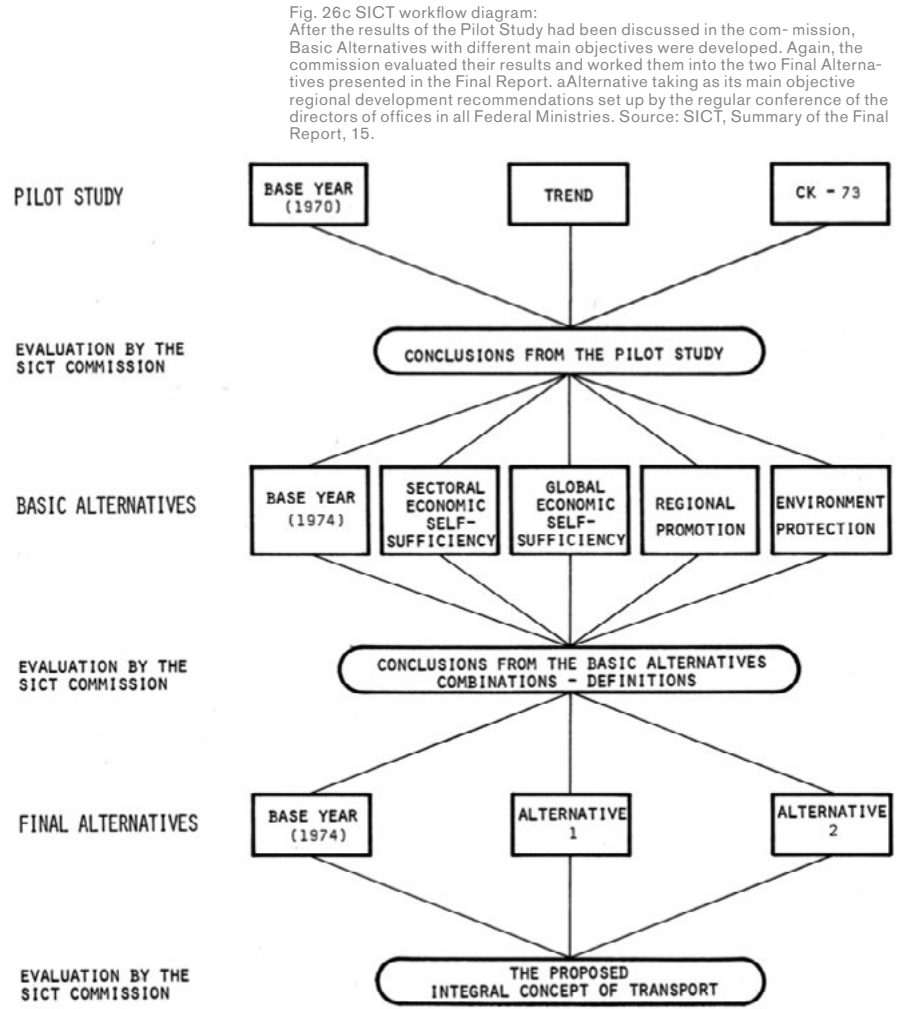 Fig. 26c SICT workflow diagram:
After the results of the Pilot Study had been discussed in the com- mission,
Basic Alternatives with different main objectives were developed. Again, the
commission evaluated their results and worked them into the two Final Alterna-
tives presented in the Final Report. aAlternative taking as its main objective
regional development recommendations set up by the regular conference of the
directors of offices in all Federal Ministries. Source: SICT, Summary of the Final
Report, 15.
PILOT STUDY
BASE YEAR
(1970)
TREND
CK - 73
EVALUATION BY THE
SICT COMMISSION
CONCLUSIONS FROM THE PILOT STUDY
BASIC ALTERNATIVES
BASE YEAR
(1974)
SECTORAL
ECONOMIC
SELF-
SUFFICIENCY
GLOBAL
ECONOMIC
SELF-
SUFFICIENCY
REGIONAL
PROMOTION
ENVIRONMENT
PROTECTION
EVALUATION BY THE
SICT COMMISSION
CONCLUSIONS FROM THE BASIC ALTERNATIVES
COMBINATIONS - DEFINITIONS
FINAL ALTERNATIVES
BASE YEAR
(1974)
ALTERNATIVE
1
ALTERNATIVE
2
EVALUATION BY THE
SICT COMMISSION
THE PROPOSED
INTEGRAL CONCEPT OF TRANSPORT